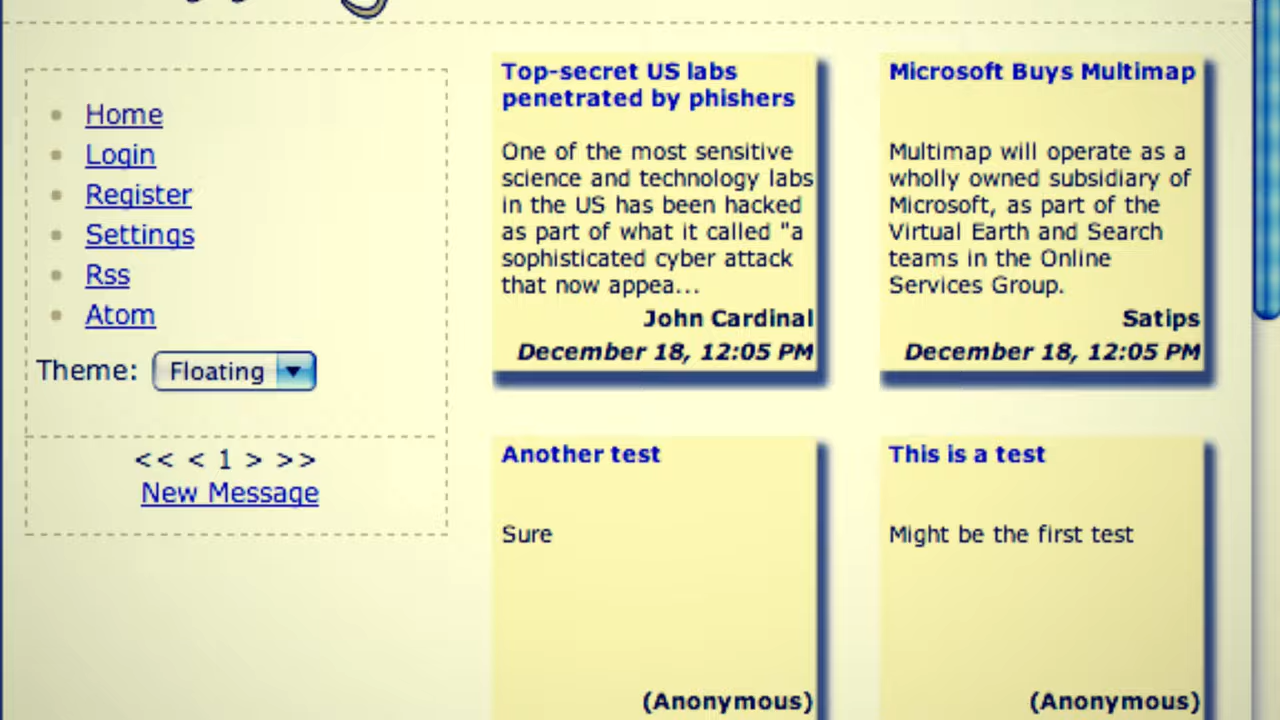 Home
Login
Register
Settings
Rss
Atom
Theme: Floating
<< < 1 > >>
New Message
Top-secret US labs
penetrated by phishers
One of the most sensitive
science and technology labs
in the US has been hacked
as part of what it called "a
sophisticated cyber attack
that now appea...
John Cardinal
December 18, 12:05 PM
Microsoft Buys Multimap
Multimap will operate as a
wholly owned subsidiary of
Microsoft, as part of the
Virtual Earth and Search
teams in the Online
Services Group.
Satips
December 18, 12:05 PM
Another test
Sure
(Anonymous)
This is a test
Might be the first test
(Anonymous)